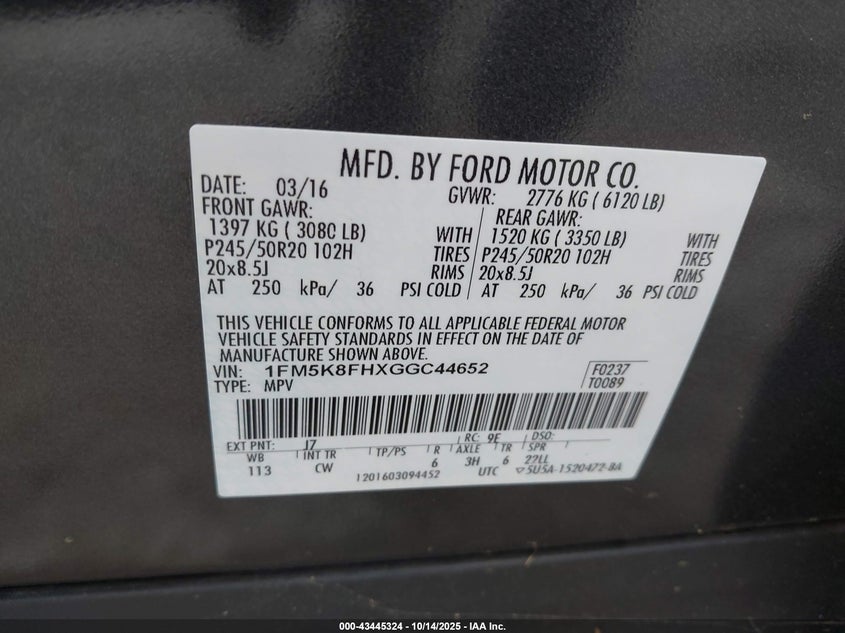 MFD. BY FORD MOTOR CO.
DATE: 03/16 GVWR: 2776 KG ( 6120 LB)
FRONT GAWR: REAR GAWR:
1397 KG ( 3080 LB) WITH 1520 KG ( 3350 LB) WITH
P245/50R20 102H TIRES P245/50R20 102H TIRES
20x8.5J RIMS 20x8.5J RIMS
AT 250 kPa/ 36 PSI COLD AT 250 kPa/ 36 PSI COLD
THIS VEHICLE CONFORMS TO ALL APPLICABLE FEDERAL MOTOR
VEHICLE SAFETY STANDARDS IN EFFECT ON THE DATE OF
MANUFACTURE SHOWN ABOVE.
VIN: 1FM5K8FHXGGC44652 F0237
TYPE: MPV T0089
EXT PNT: J7 RC: 9E DSO:
WB INT TR TP/PS R AXLE TR SPR
113 CW 6 3H 6 22LL
1201603094452 UTC 5U5A-1520472-BA
000-43445324 - 10/14/2025 - IAA Inc.